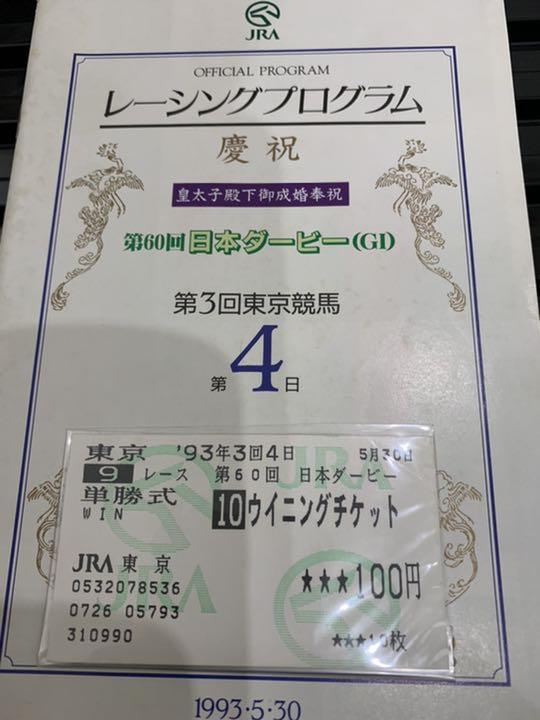 JRA
OFFICIAL PROGRAM
レーシングプログラム
慶祝
皇太子殿下御成婚奉祝
第60回 日本ダービー(GI)
第3回東京競馬
第4日
東京 '93年3回4日 5月30日
9 レース 第60回 日本ダービー
単勝式 10 ウイニングチケット
WIN
JRA
JRA 東京
0532078536
★★★100円
0726 05793
JRA
310990
★★★10枚
1993・5・30